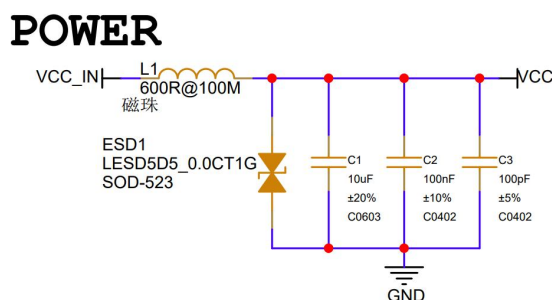 POWER
VCC_IN
L1
600R@100M
磁珠
VCC
ESD1
LESD5D5_0.0CT1G
SOD-523
C1
10uF
±20%
C0603
C2
100nF
±10%
C0402
C3
100pF
±5%
C0402
GND